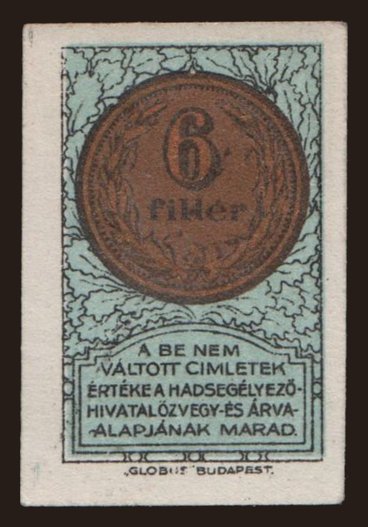 6
fillér
A BE NEM
VÁLTOTT CIMLETEK
ÉRTÉKE A HADSEGÉLYEZŐ-
HIVATAL ÖZVEGY-ÉS ÁRVA-
ALAPJÁNAK MARAD.
"GLOBUS" BUDAPEST.